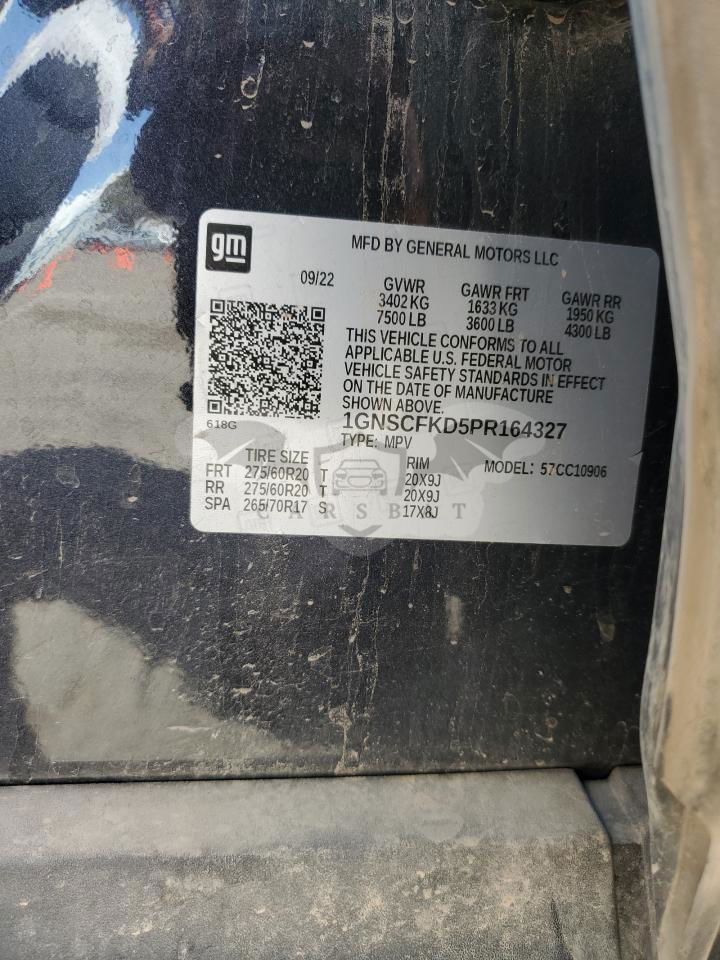 gm
MFD BY GENERAL MOTORS LLC
09/22
GVWR GAWR FRT GAWR RR
3402 KG 1633 KG 1950 KG
7500 LB 3600 LB 4300 LB
THIS VEHICLE CONFORMS TO ALL
APPLICABLE U.S. FEDERAL MOTOR
VEHICLE SAFETY STANDARDS IN EFFECT
ON THE DATE OF MANUFACTURE
SHOWN ABOVE.
618G
1GNSCFKD5PR164327
TYPE: MPV
TIRE SIZE RIM MODEL: 57CC10906
FRT 275/60R20 T 20X9J
RR 275/60R20 T 20X9J
SPA 265/70R17 S 17X8J